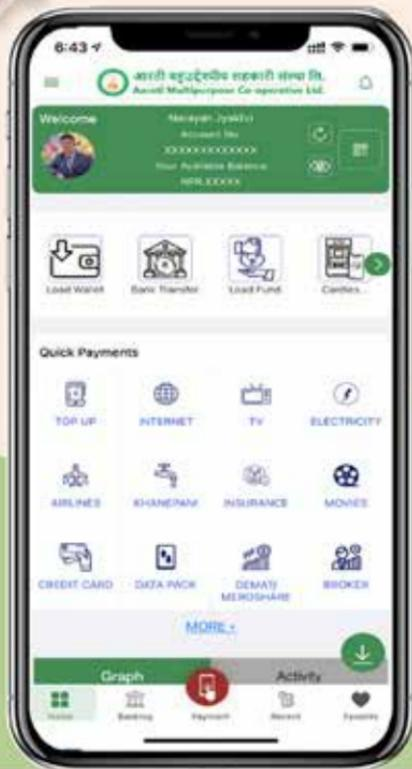 6:43
आरती बहुउद्देश्यीय सहकारी संस्था लि.
Aarati Multipurpose Co-operative Ltd.
Welcome
Narayan Jyakhvi
Account No
XXXXXXXXXXXXX
Your Available Balance
NPR.XXXXX
Load Wallet
Bank Transfer
Load Fund
Cardles...
Quick Payments
TOP UP
INTERNET
TV
ELECTRICITY
AIRLINES
KHANEPANI
INSURANCE
MOVIES
CREDIT CARD
DATA PACK
DEMAT/
MEROSHARE
BROKER
MORE
Graph
Activity
Home
Banking
Payment
Recent
Favorite